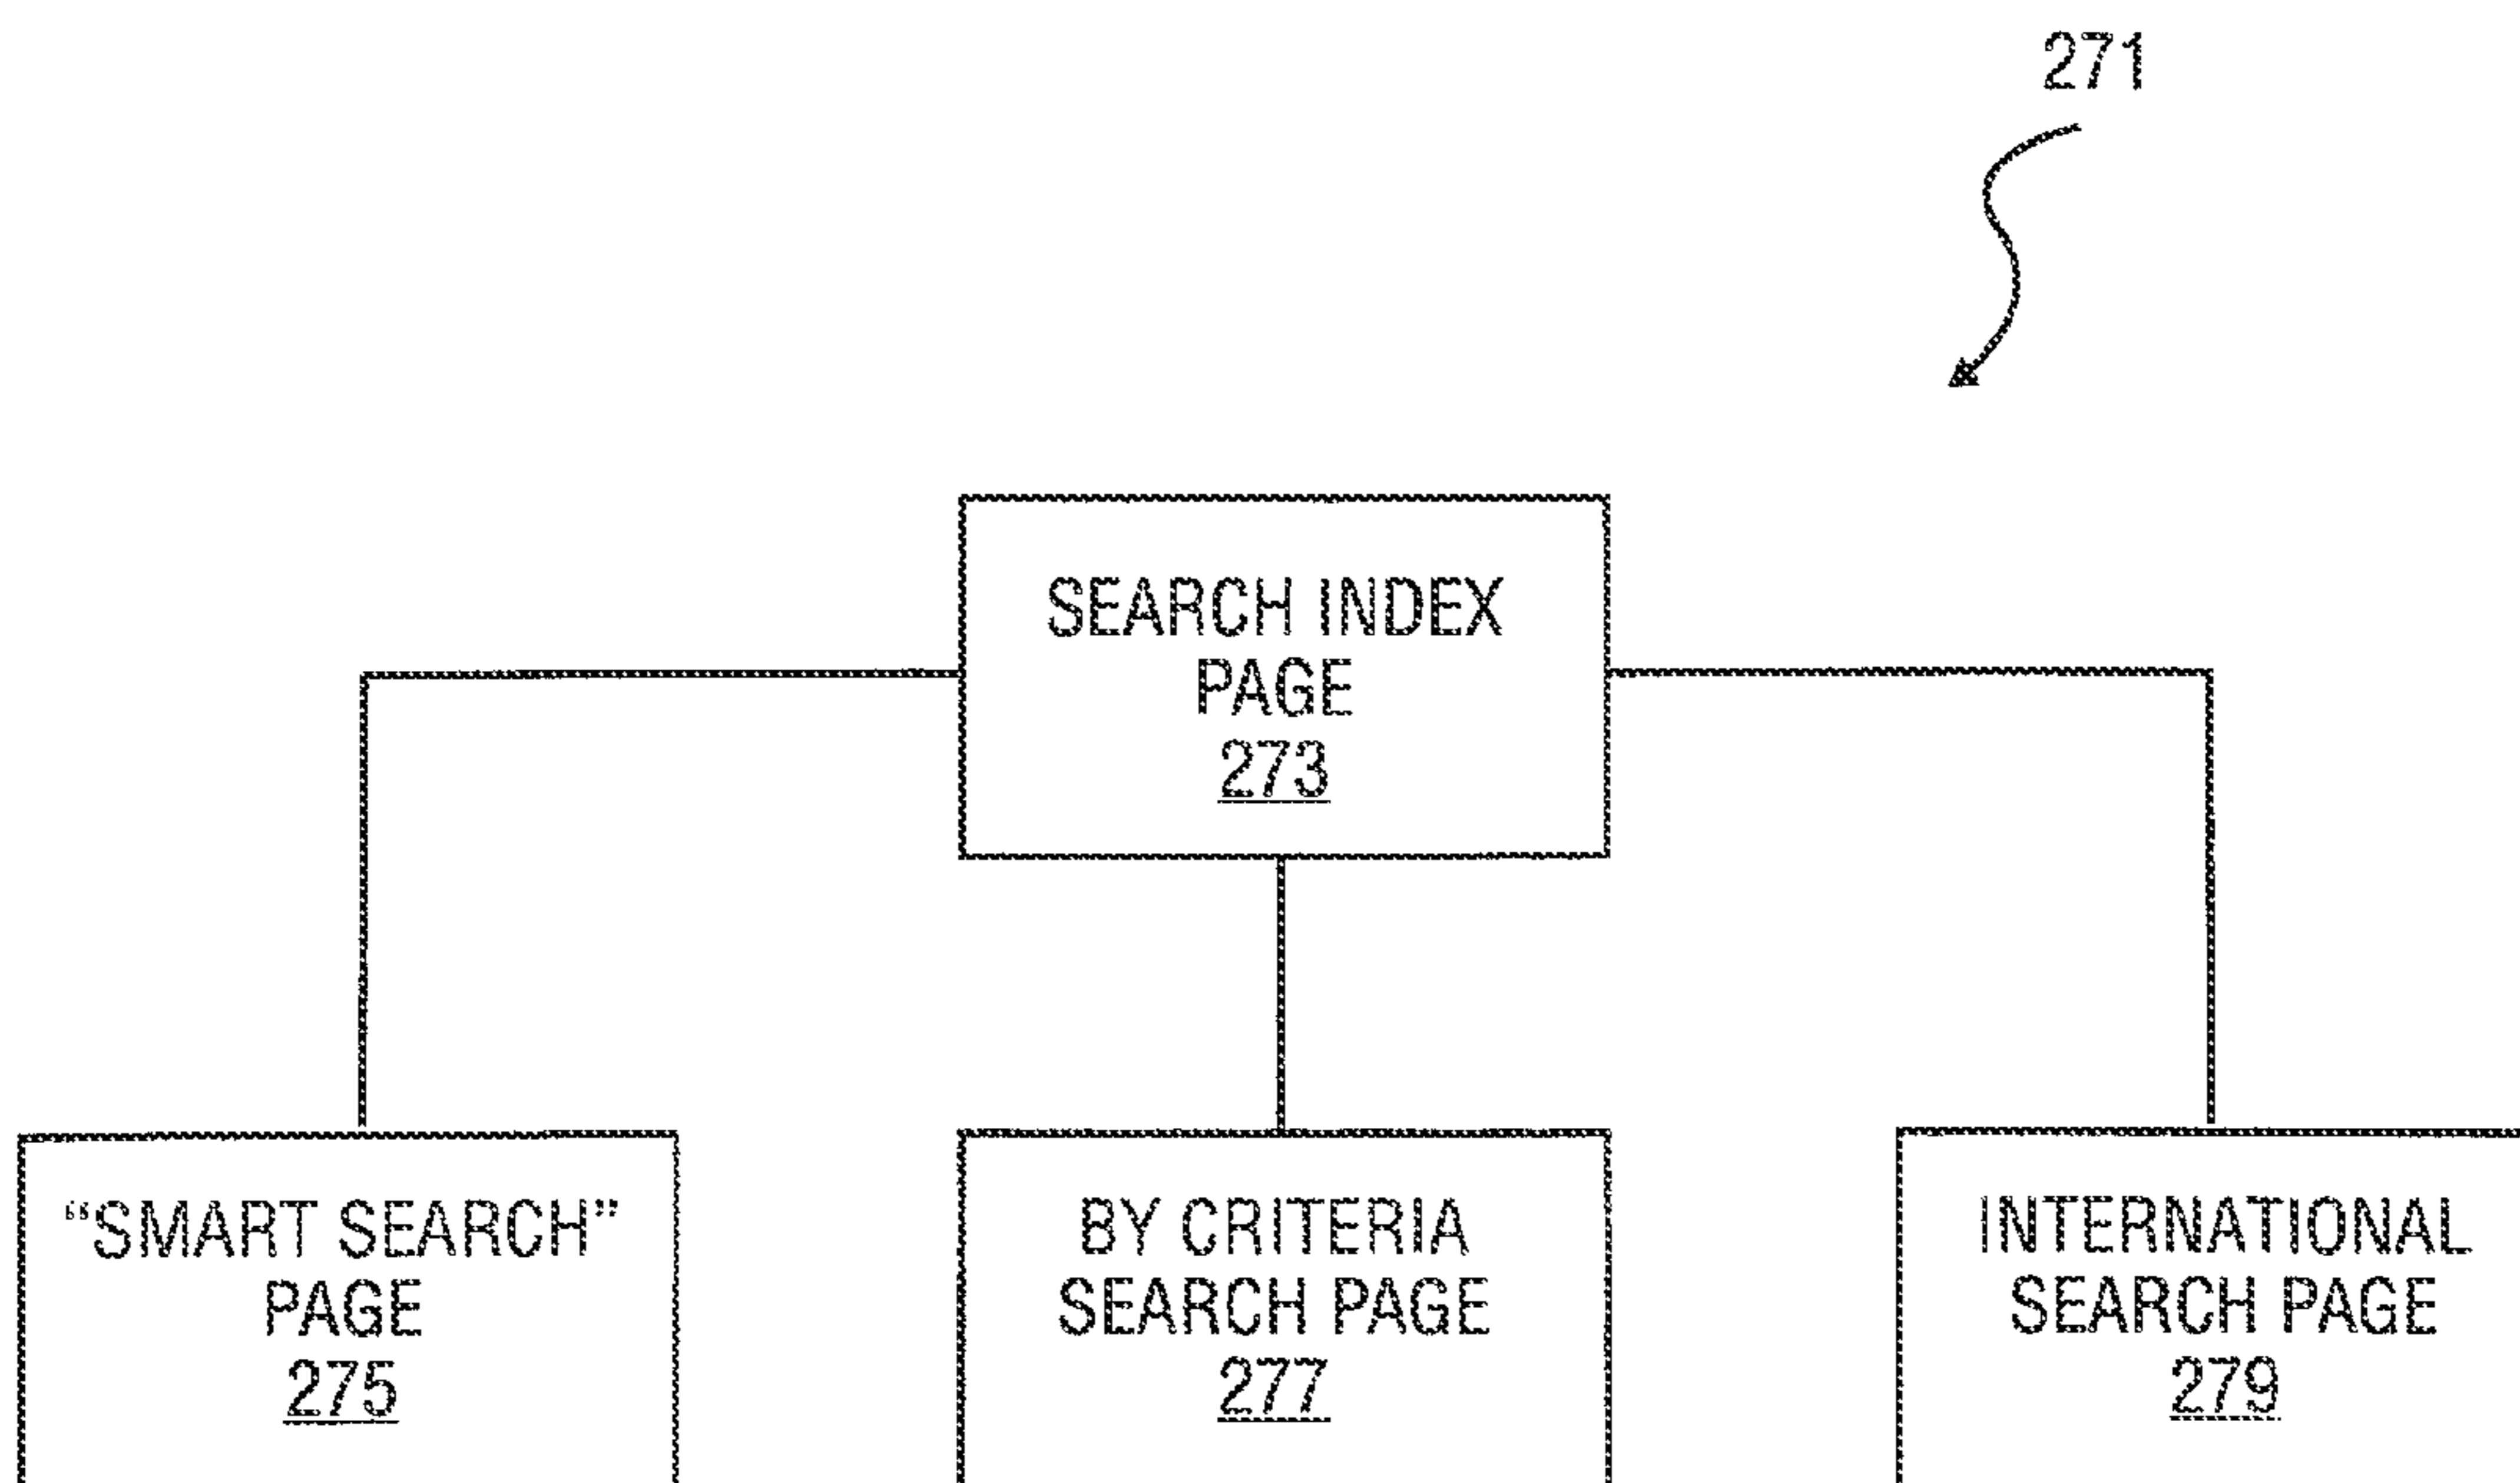 271
SEARCH INDEX
PAGE
273
“SMART SEARCH”
PAGE
275
BY CRITERIA
SEARCH PAGE
277
INTERNATIONAL
SEARCH PAGE
279